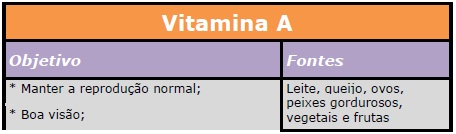 Vitamina A
Objetivo
Fontes
* Manter a reprodução normal;
* Boa visão;
Leite, queijo, ovos,
peixes gordurosos,
vegetais e frutas